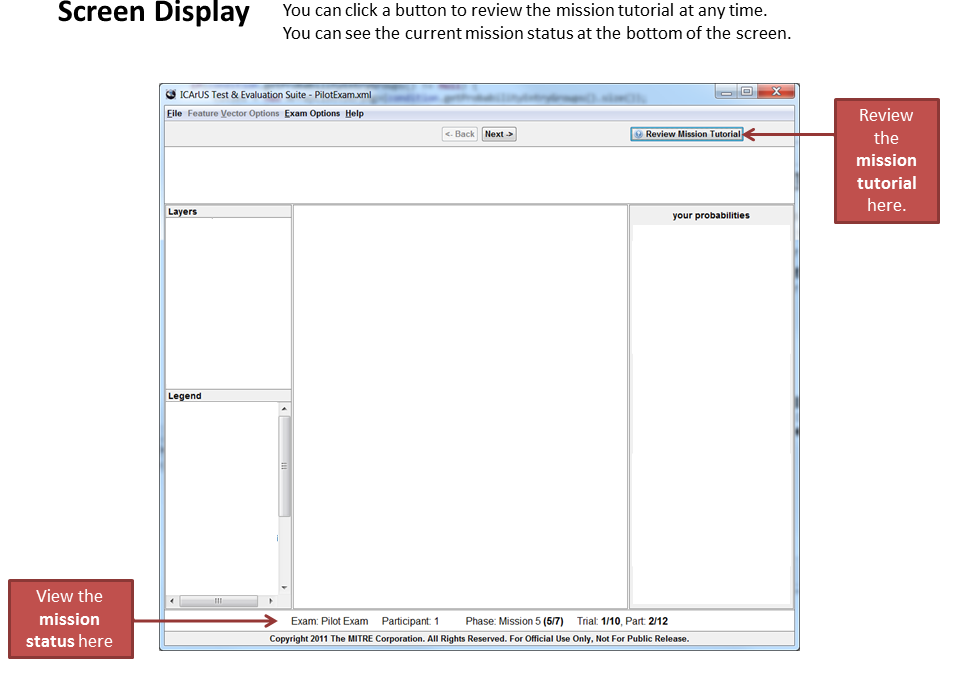 Screen Display
You can click a button to review the mission tutorial at any time.
You can see the current mission status at the bottom of the screen.
ICArUS Test & Evaluation Suite - PilotExam.xml
File Feature Vector Options Exam Options Help
<- Back Next -> Review Mission Tutorial
Review
the
mission
tutorial
here.
Layers
your probabilities
Legend
View the
mission
status here
Exam: Pilot Exam Participant: 1 Phase: Mission 5 (5/7) Trial: 1/10, Part: 2/12
Copyright 2011 The MITRE Corporation. All Rights Reserved. For Official Use Only, Not For Public Release.